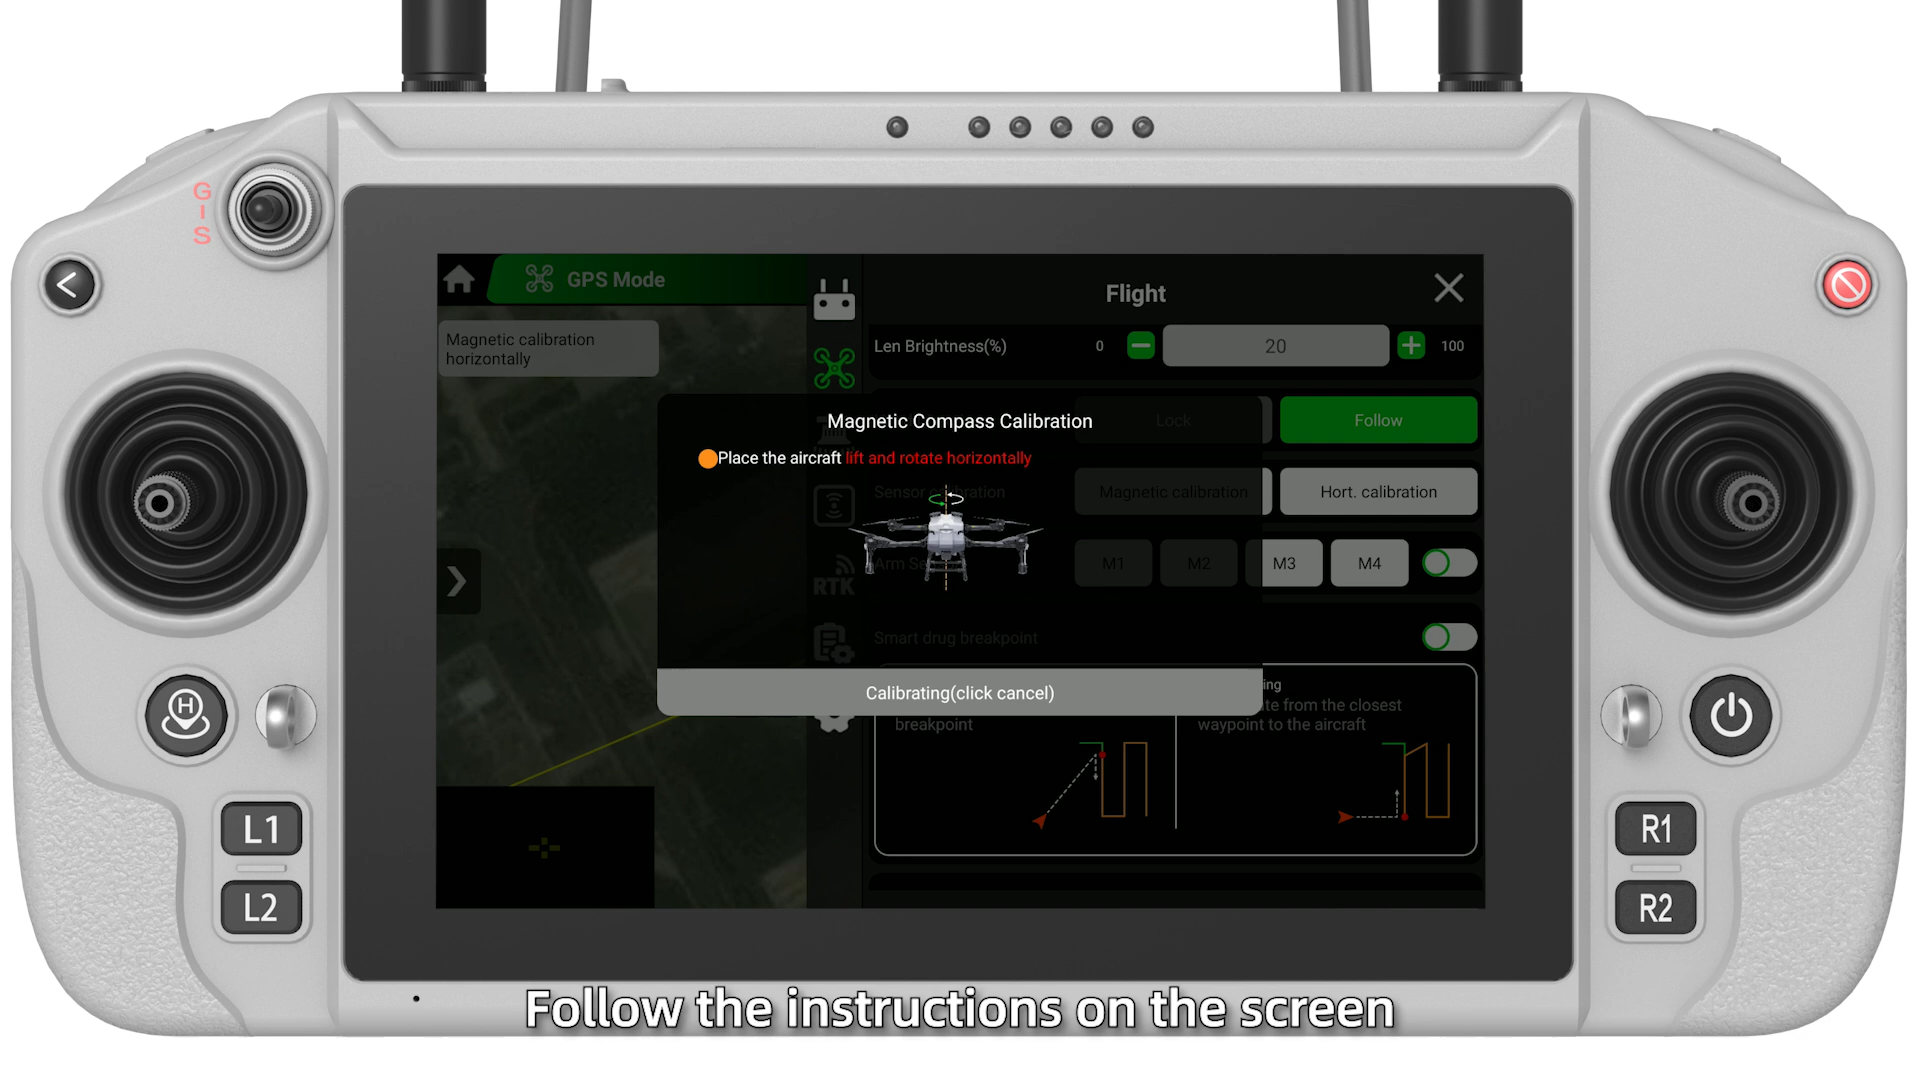 G
I
S
GPS Mode
Flight
Magnetic calibration
horizontally
Len Brightness(%)
0
20
100
Magnetic Compass Calibration
Lock
Follow
Place the aircraft lift and rotate horizontally
Magnetic calibration
Hort. calibration
M1
M2
M3
M4
RTK
Smart drug breakpoint
Calibrating(click cancel)
breakpoint
from the closest
waypoint to the aircraft
H
L1
L2
R1
R2
Follow the instructions on the screen